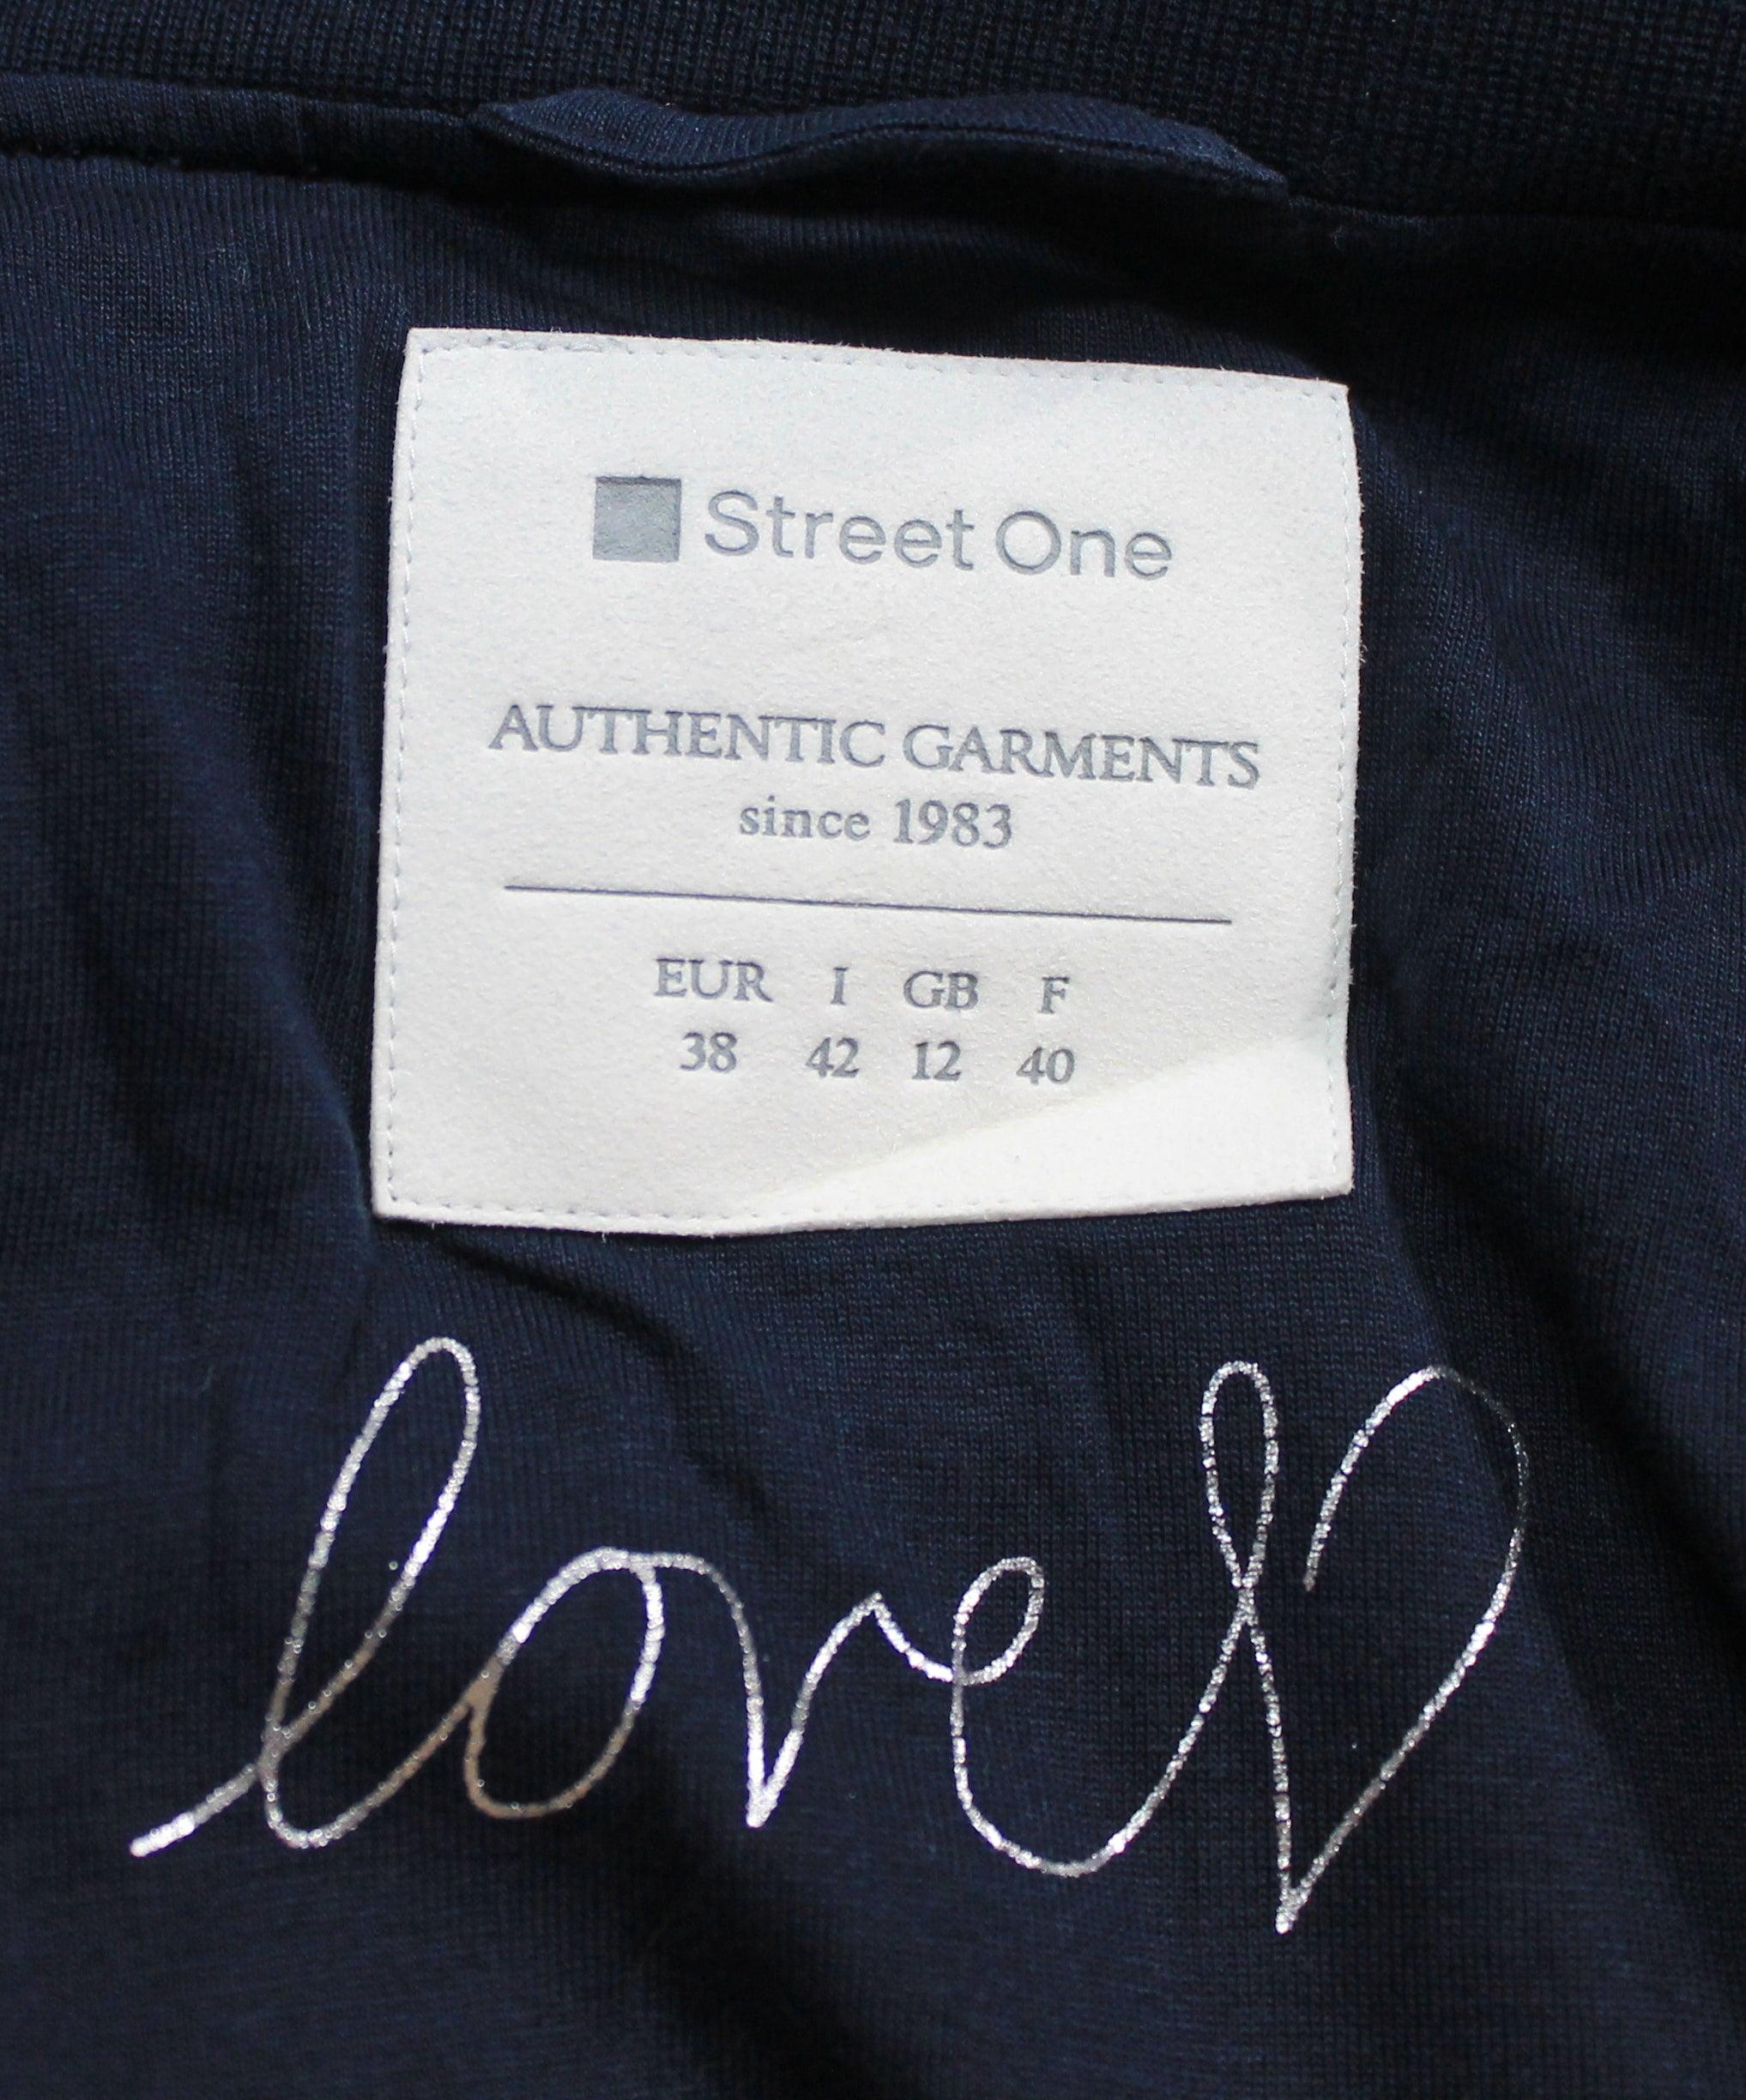 Street One
AUTHENTIC GARMENTS
since 1983
EUR I GB F
38 42 12 40
love